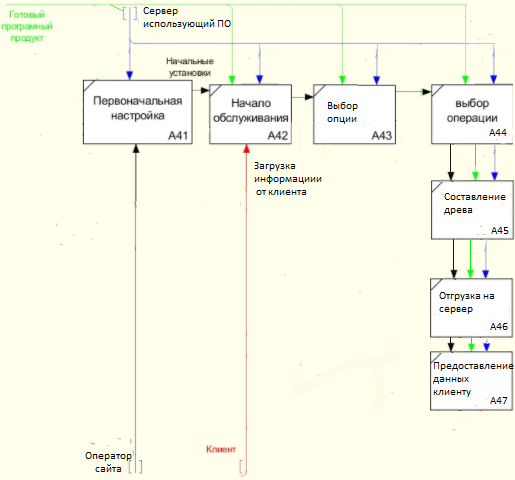 Готовый
програмный
продукт
Сервер
использующий ПО
Начальные
установки
Первоначальная
настройка
A41
Начало
обслуживания
A42
Выбор
опции
A43
выбор
операции
A44
Загрузка
информациии
от клиента
Составление
древа
A45
Отгрузка на
сервер
A46
Предоставление
данных
клиенту
A47
Оператор
сайта
Клиент